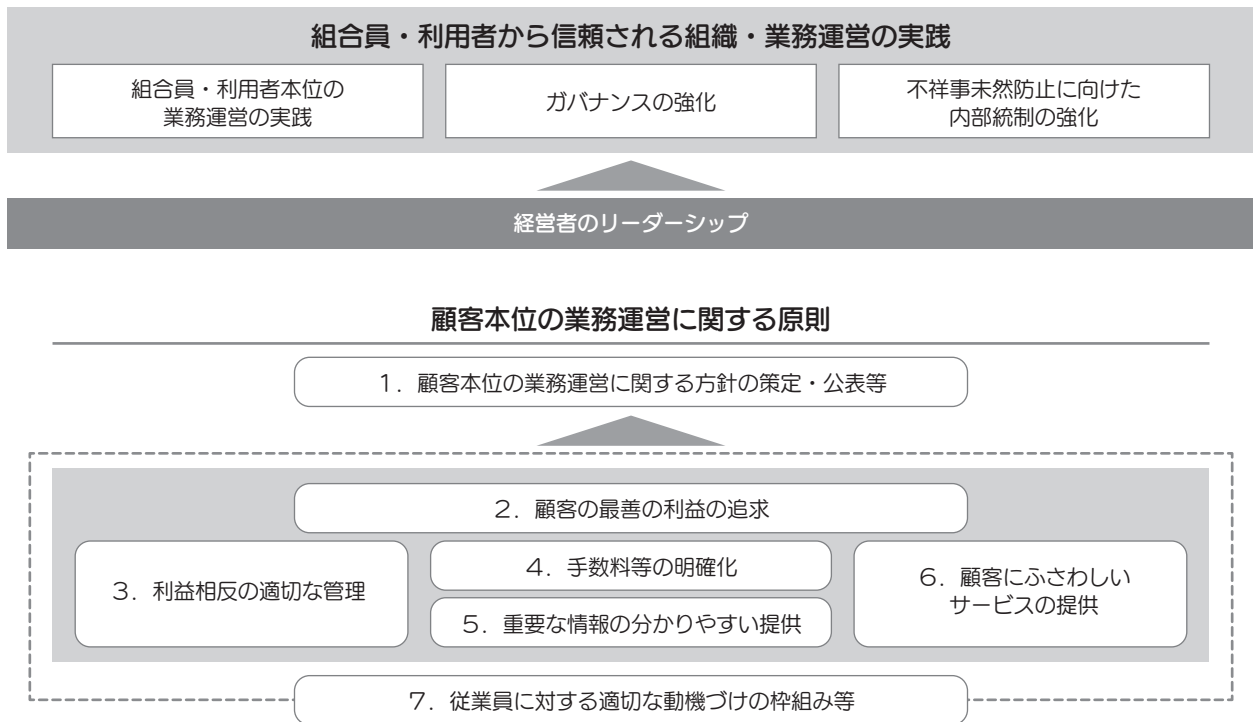 組合員・利用者から信頼される組織・業務運営の実践
組合員・利用者本位の
業務運営の実践
ガバナンスの強化
不祥事未然防止に向けた
内部統制の強化
経営者のリーダーシップ
顧客本位の業務運営に関する原則
1．顧客本位の業務運営に関する方針の策定・公表等
2．顧客の最善の利益の追求
3．利益相反の適切な管理
4．手数料等の明確化
5．重要な情報の分かりやすい提供
6．顧客にふさわしい
サービスの提供
7．従業員に対する適切な動機づけの枠組み等